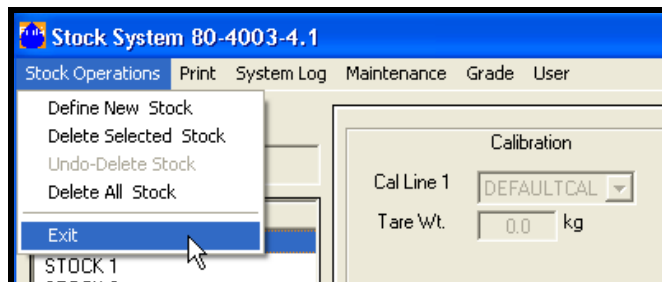 Stock System 80-4003-4.1
Stock Operations Print System Log Maintenance Grade User
Define New Stock
Delete Selected Stock
Undo-Delete Stock
Delete All Stock
Exit
STOCK 1
Calibration
Cal Line 1 DEFAULTCAL
Tare Wt. 0.0 kg